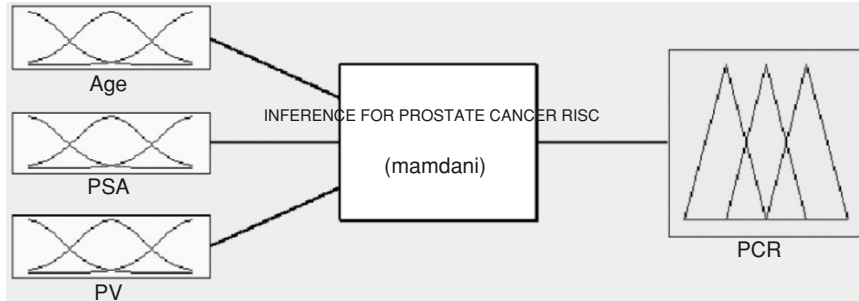 Age
PSA
PV
INFERENCE FOR PROSTATE CANCER RISC
(mamdani)
PCR